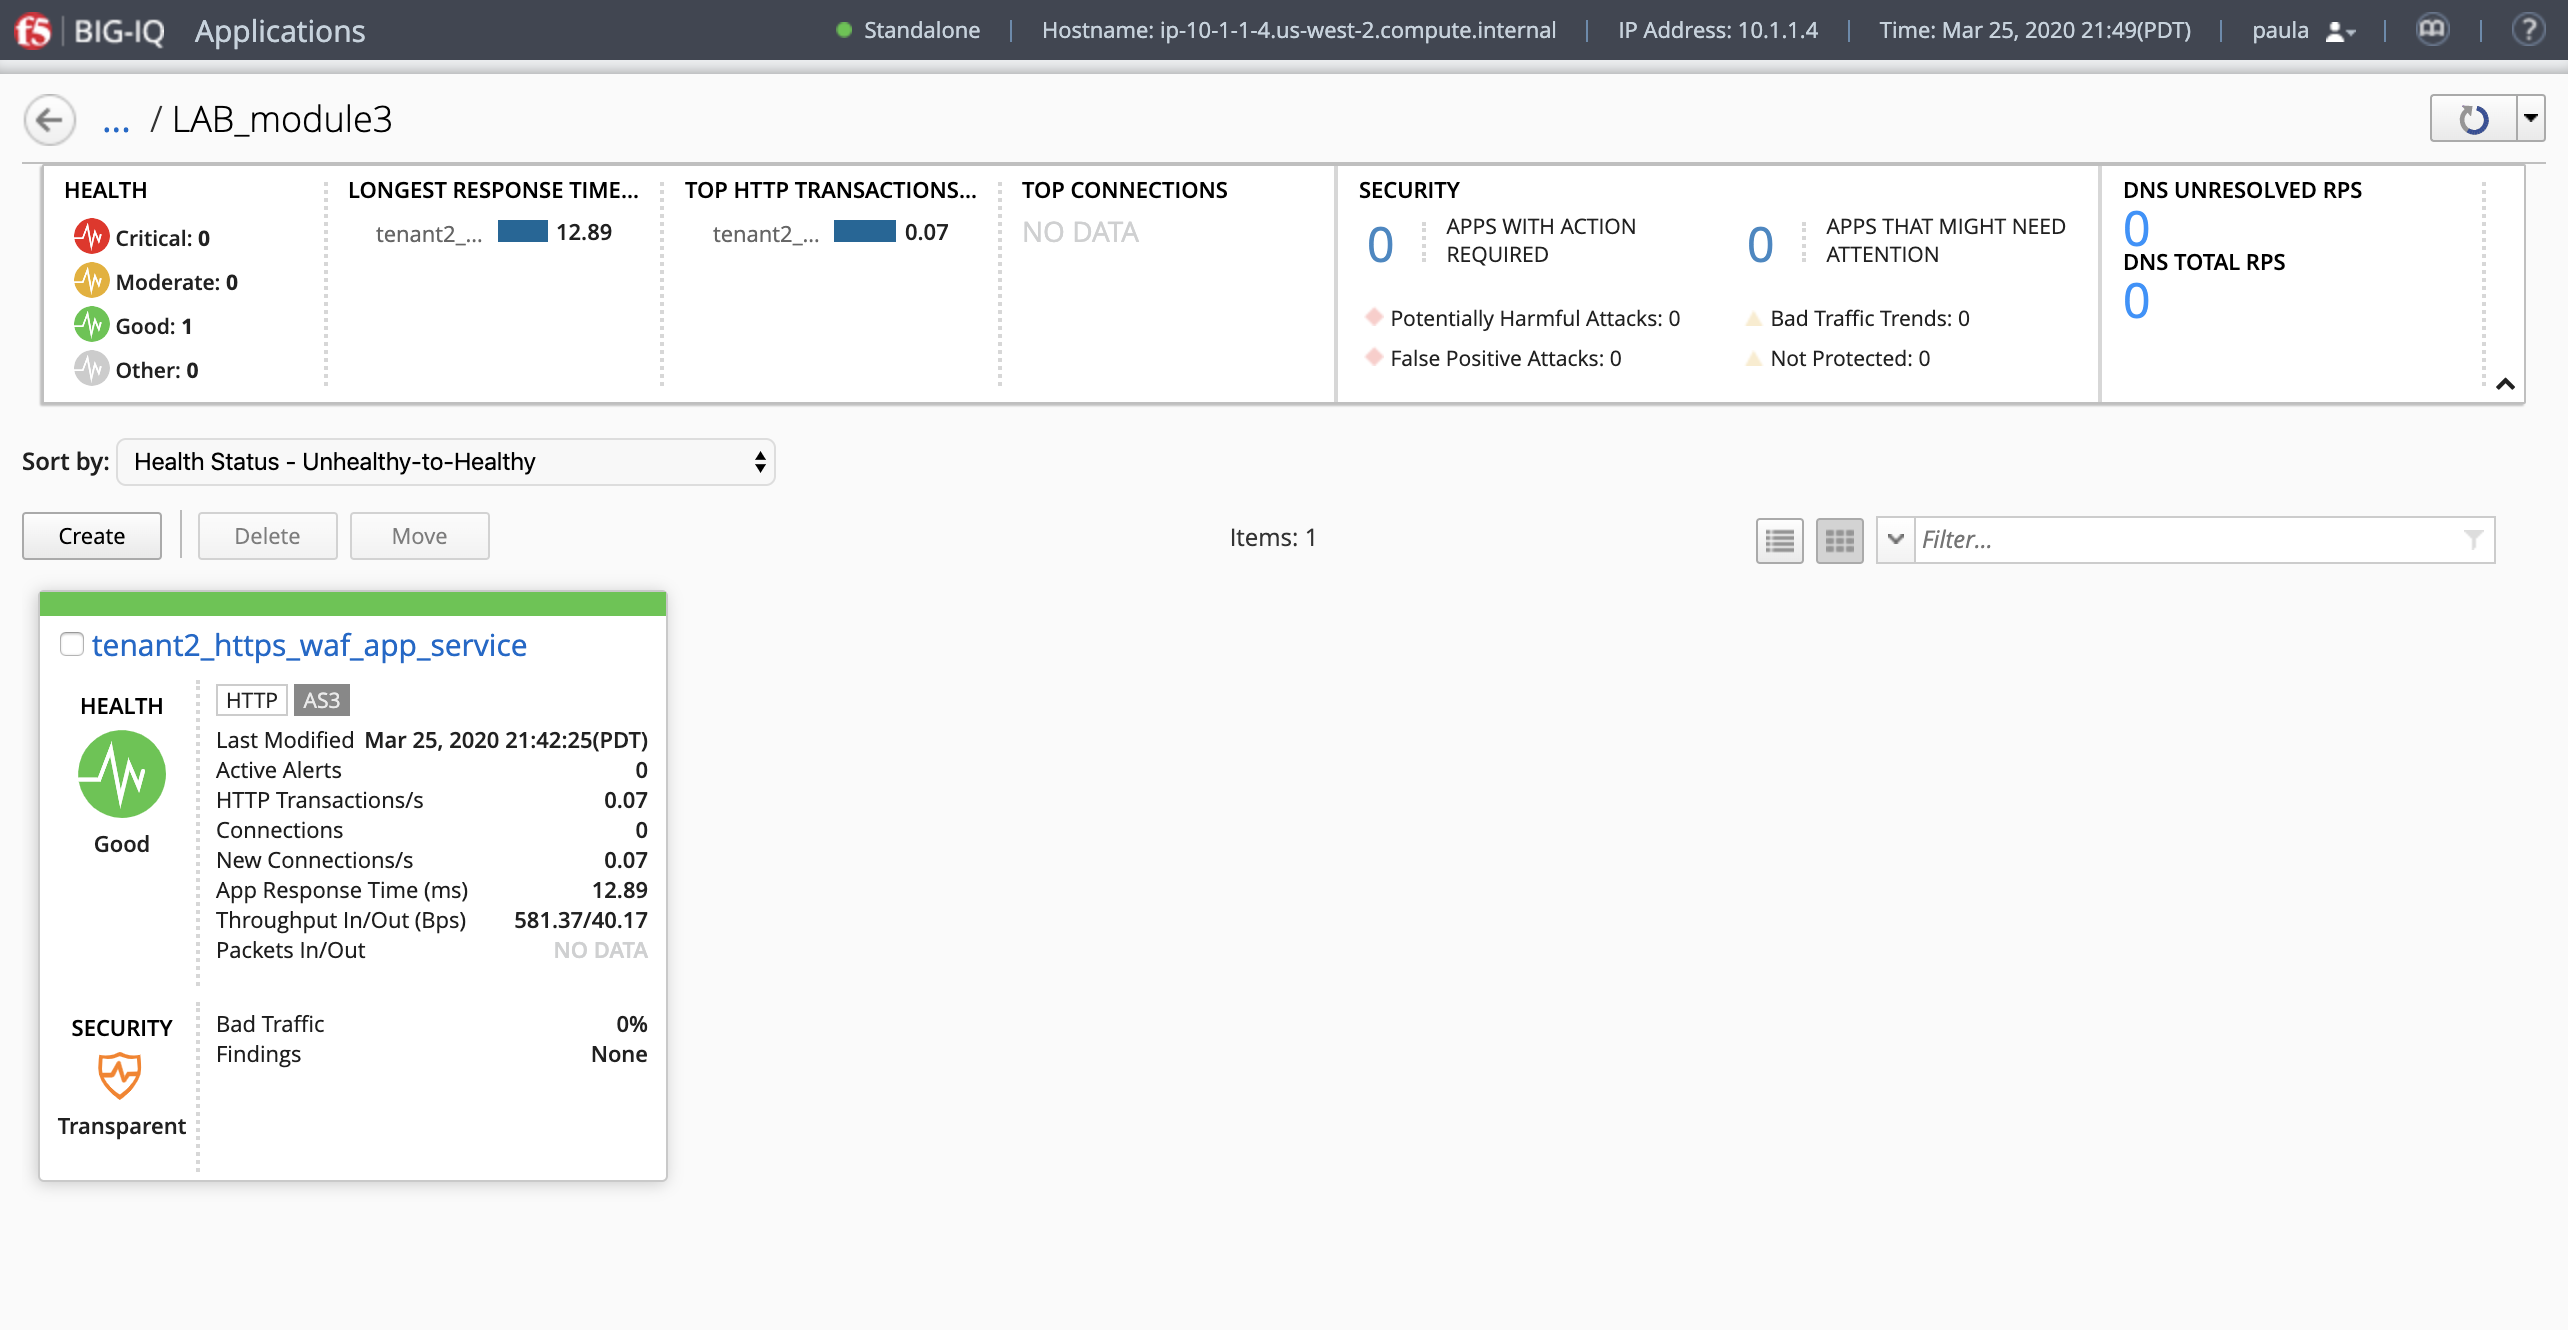 f5 BIG-IQ Applications Standalone Hostname: ip-10-1-1-4.us-west-2.compute.internal IP Address: 10.1.1.4 Time: Mar 25, 2020 21:49(PDT) paula ?
... / LAB_module3
HEALTH
Critical: 0
Moderate: 0
Good: 1
Other: 0
LONGEST RESPONSE TIME...
tenant2_... 12.89
TOP HTTP TRANSACTIONS...
tenant2_... 0.07
TOP CONNECTIONS
NO DATA
SECURITY
0 APPS WITH ACTION
REQUIRED
0 APPS THAT MIGHT NEED
ATTENTION
Potentially Harmful Attacks: 0
False Positive Attacks: 0
Bad Traffic Trends: 0
Not Protected: 0
DNS UNRESOLVED RPS
0
DNS TOTAL RPS
0
Sort by: Health Status - Unhealthy-to-Healthy
Create Delete Move Items: 1 Filter...
tenant2_https_waf_app_service
HEALTH
Good
HTTP AS3
Last Modified Mar 25, 2020 21:42:25(PDT)
Active Alerts 0
HTTP Transactions/s 0.07
Connections 0
New Connections/s 0.07
App Response Time (ms) 12.89
Throughput In/Out (Bps) 581.37/40.17
Packets In/Out NO DATA
SECURITY
Transparent
Bad Traffic 0%
Findings None